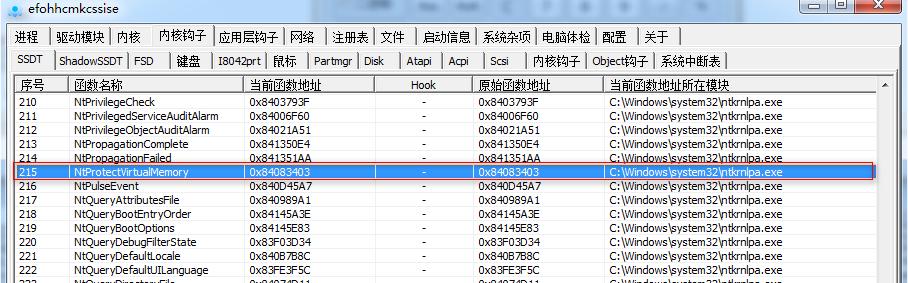 efohhcmkcssise
进程 驱动模块 内核 内核钩子 应用层钩子 网络 注册表 文件 启动信息 系统杂项 电脑体检 配置 关于
SSDT ShadowSSDT FSD 键盘 I8042prt 鼠标 Partmgr Disk Atapi Acpi Scsi 内核钩子 Object钩子 系统中断表
序号 函数名称 当前函数地址 Hook 原始函数地址 当前函数地址所在模块
210 NtPrivilegeCheck 0x8403793F - 0x8403793F C:\Windows\system32\ntkrnlpa.exe
211 NtPrivilegedServiceAuditAlarm 0x84006F60 - 0x84006F60 C:\Windows\system32\ntkrnlpa.exe
212 NtPrivilegeObjectAuditAlarm 0x84021A51 - 0x84021A51 C:\Windows\system32\ntkrnlpa.exe
213 NtPropagationComplete 0x841350E4 - 0x841350E4 C:\Windows\system32\ntkrnlpa.exe
214 NtPropagationFailed 0x841351AA - 0x841351AA C:\Windows\system32\ntkrnlpa.exe
215 NtProtectVirtualMemory 0x84083403 - 0x84083403 C:\Windows\system32\ntkrnlpa.exe
216 NtPulseEvent 0x840D45A7 - 0x840D45A7 C:\Windows\system32\ntkrnlpa.exe
217 NtQueryAttributesFile 0x840989A1 - 0x840989A1 C:\Windows\system32\ntkrnlpa.exe
218 NtQueryBootEntryOrder 0x84145A3E - 0x84145A3E C:\Windows\system32\ntkrnlpa.exe
219 NtQueryBootOptions 0x84145E83 - 0x84145E83 C:\Windows\system32\ntkrnlpa.exe
220 NtQueryDebugFilterState 0x83F03D34 - 0x83F03D34 C:\Windows\system32\ntkrnlpa.exe
221 NtQueryDefaultLocale 0x840B7B8C - 0x840B7B8C C:\Windows\system32\ntkrnlpa.exe
222 NtQueryDefaultUILanguage 0x83FE3F5C - 0x83FE3F5C C:\Windows\system32\ntkrnlpa.exe